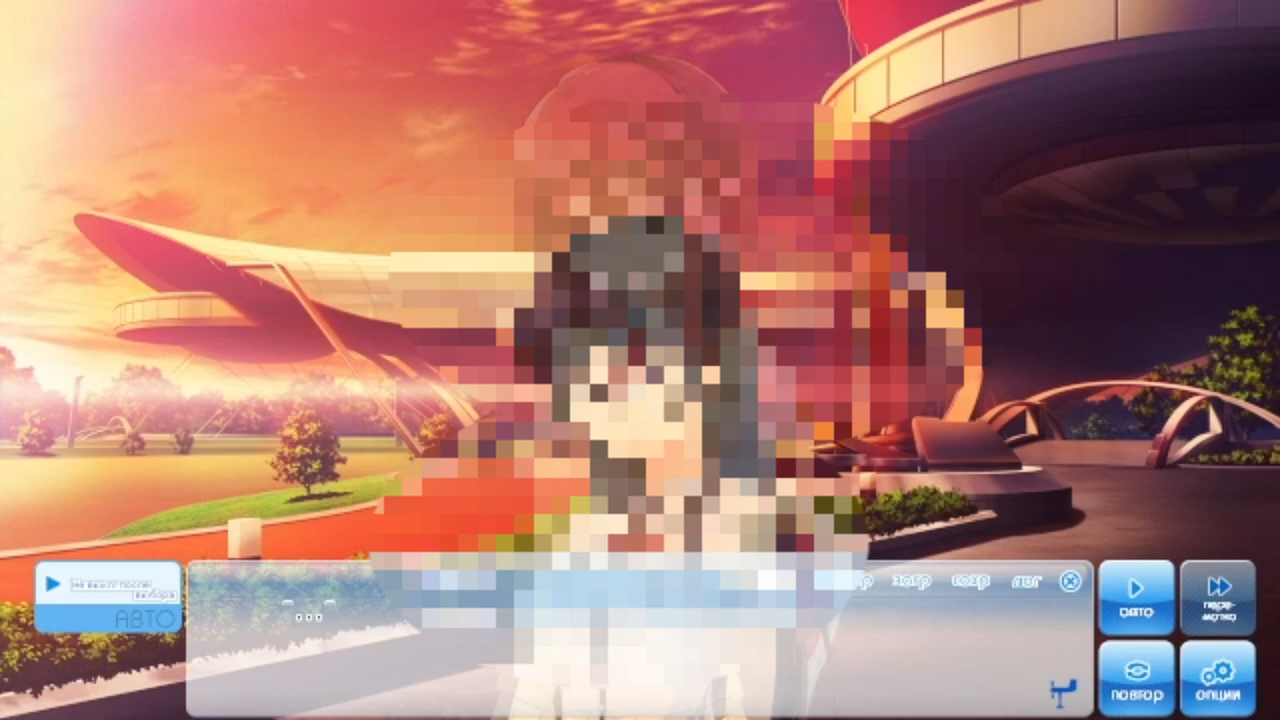 Не выкл после
выбора
АВТО
загр сохр лог
...
авто
пере-
мотка
повтор
опции